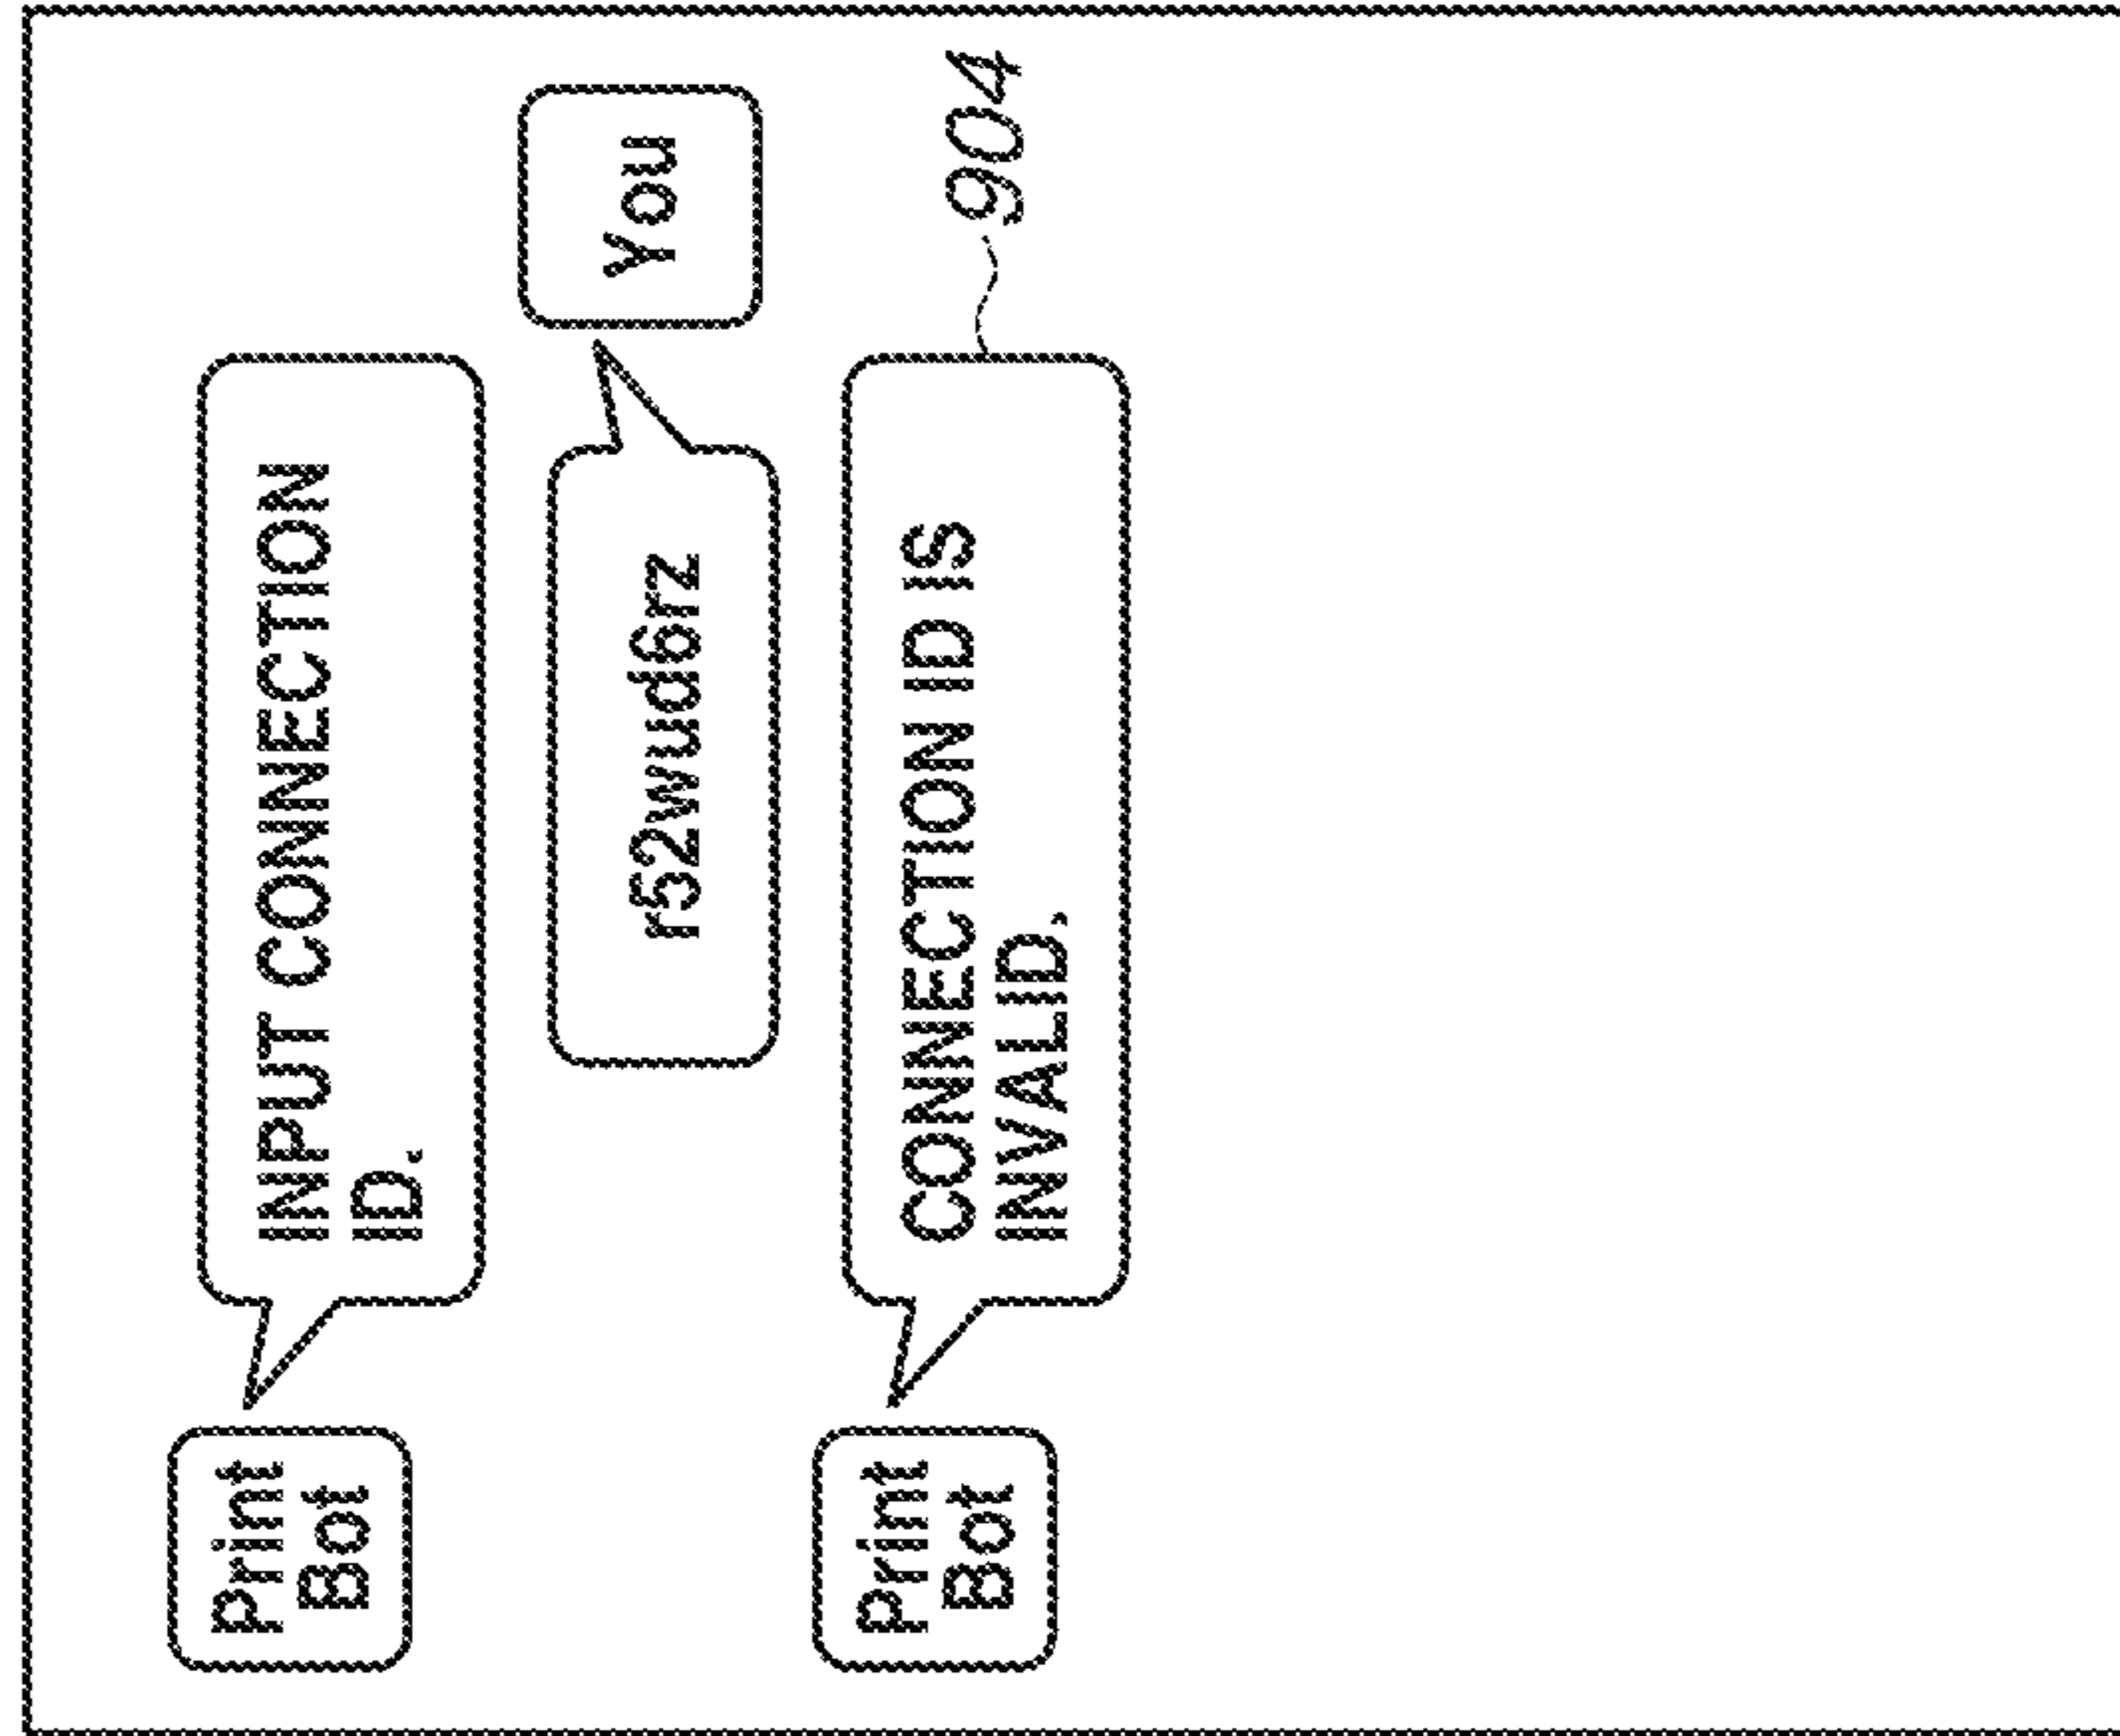 Print
Bot
INPUT CONNECTION
ID.
r52wud6rz
You
Print
Bot
CONNECTION ID IS
INVALID.
904